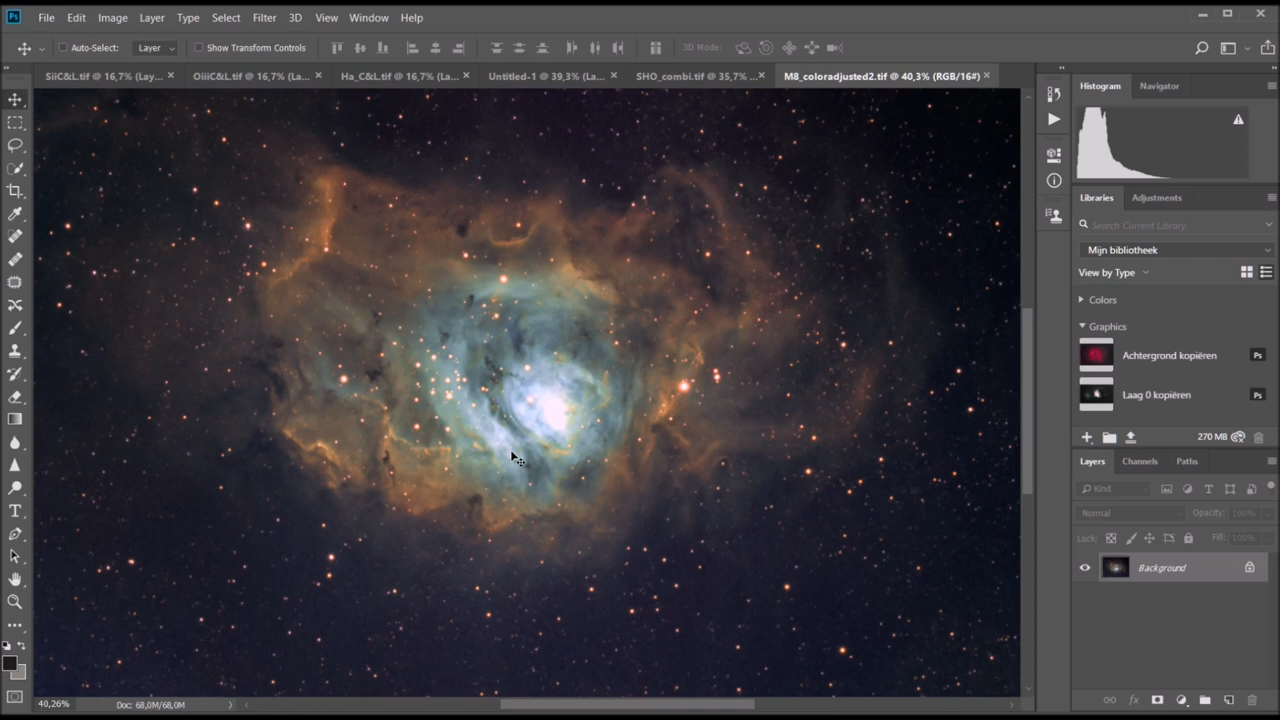 Ps File Edit Image Layer Type Select Filter 3D View Window Help
Auto-Select: Layer Show Transform Controls 3D Mode:
SiiC&L.tif @ 16,7% (Lay... × OiiiC&L.tif @ 16,7% (La... × Ha_C&L.tif @ 16,7% (La... × Untitled-1 @ 39,3% (La... × SHO_combi.tif @ 35,7% ... × M8_coloradjusted2.tif @ 40,3% (RGB/16#) ×
Histogram Navigator
Libraries Adjustments
Search Current Library
Mijn bibliotheek
View by Type
Colors
Graphics
Achtergrond kopiëren Ps
Laag 0 kopiëren Ps
270 MB
Layers Channels Paths
Kind
Normal Opacity: 100%
Lock: Fill: 100%
Background
40,26% Doc: 68,0M/68,0M